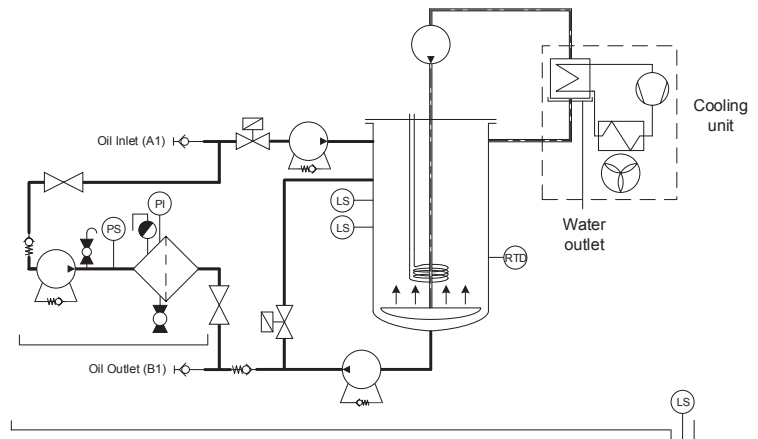 Oil Inlet (A1)
Cooling
unit
PI
PS
LS
LS
Water
outlet
RTD
Oil Outlet (B1)
LS